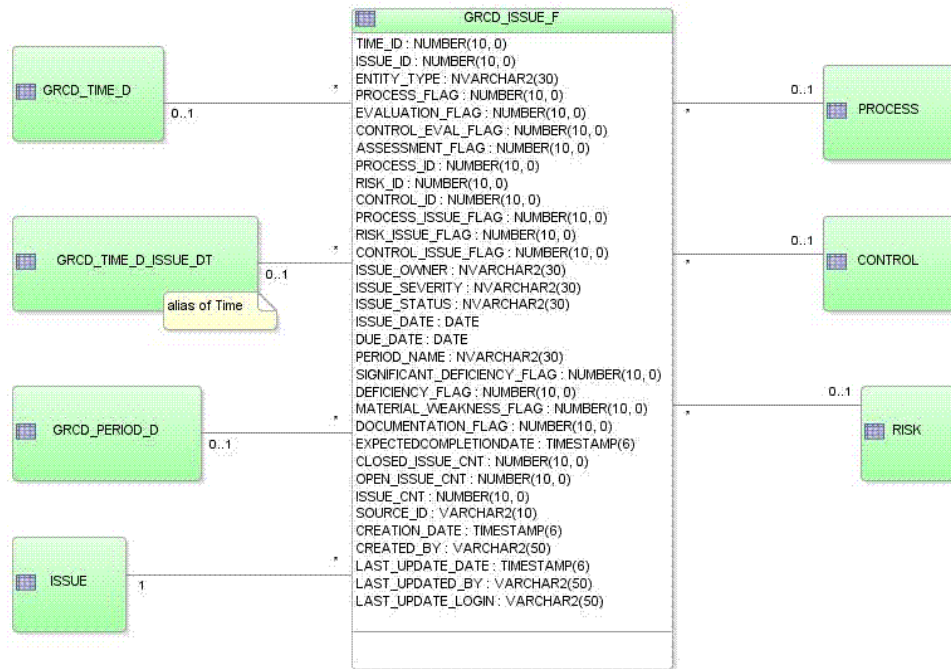 GRCD_ISSUE_F
TIME_ID : NUMBER(10, 0)
ISSUE_ID : NUMBER(10, 0)
ENTITY_TYPE : NVARCHAR2(30)
PROCESS_FLAG : NUMBER(10, 0)
EVALUATION_FLAG : NUMBER(10, 0)
CONTROL_EVAL_FLAG : NUMBER(10, 0)
ASSESSMENT_FLAG : NUMBER(10, 0)
PROCESS_ID : NUMBER(10, 0)
RISK_ID : NUMBER(10, 0)
CONTROL_ID : NUMBER(10, 0)
PROCESS_ISSUE_FLAG : NUMBER(10, 0)
RISK_ISSUE_FLAG : NUMBER(10, 0)
CONTROL_ISSUE_FLAG : NUMBER(10, 0)
ISSUE_OWNER : NVARCHAR2(30)
ISSUE_SEVERITY : NVARCHAR2(30)
ISSUE_STATUS : NVARCHAR2(30)
ISSUE_DATE : DATE
DUE_DATE : DATE
PERIOD_NAME : NVARCHAR2(30)
SIGNIFICANT_DEFICIENCY_FLAG : NUMBER(10, 0)
DEFICIENCY_FLAG : NUMBER(10, 0)
MATERIAL_WEAKNESS_FLAG : NUMBER(10, 0)
DOCUMENTATION_FLAG : NUMBER(10, 0)
EXPECTEDCOMPLETIONDATE : TIMESTAMP(6)
CLOSED_ISSUE_CNT : NUMBER(10, 0)
OPEN_ISSUE_CNT : NUMBER(10, 0)
ISSUE_CNT : NUMBER(10, 0)
SOURCE_ID : VARCHAR2(10)
CREATION_DATE : TIMESTAMP(6)
CREATED_BY : VARCHAR2(50)
LAST_UPDATE_DATE : TIMESTAMP(6)
LAST_UPDATED_BY : VARCHAR2(50)
LAST_UPDATE_LOGIN : VARCHAR2(50)
GRCD_TIME_D
0..1
*
GRCD_TIME_D_ISSUE_DT
0..1
*
alias of Time
GRCD_PERIOD_D
0..1
*
ISSUE
1
*
PROCESS
0..1
*
CONTROL
0..1
*
RISK
0..1
*